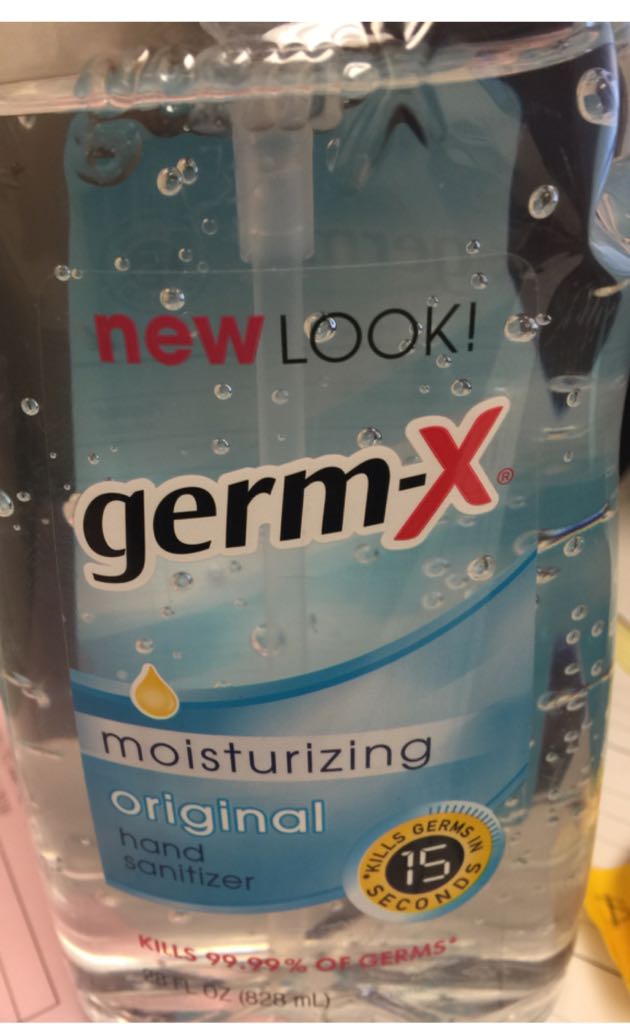 new LOOK!
germ-X®
moisturizing
original
hand
sanitizer
*KILLS GERMS IN
15
SECONDS
KILLS 99.99% OF GERMS*
28 FL OZ (828 mL)